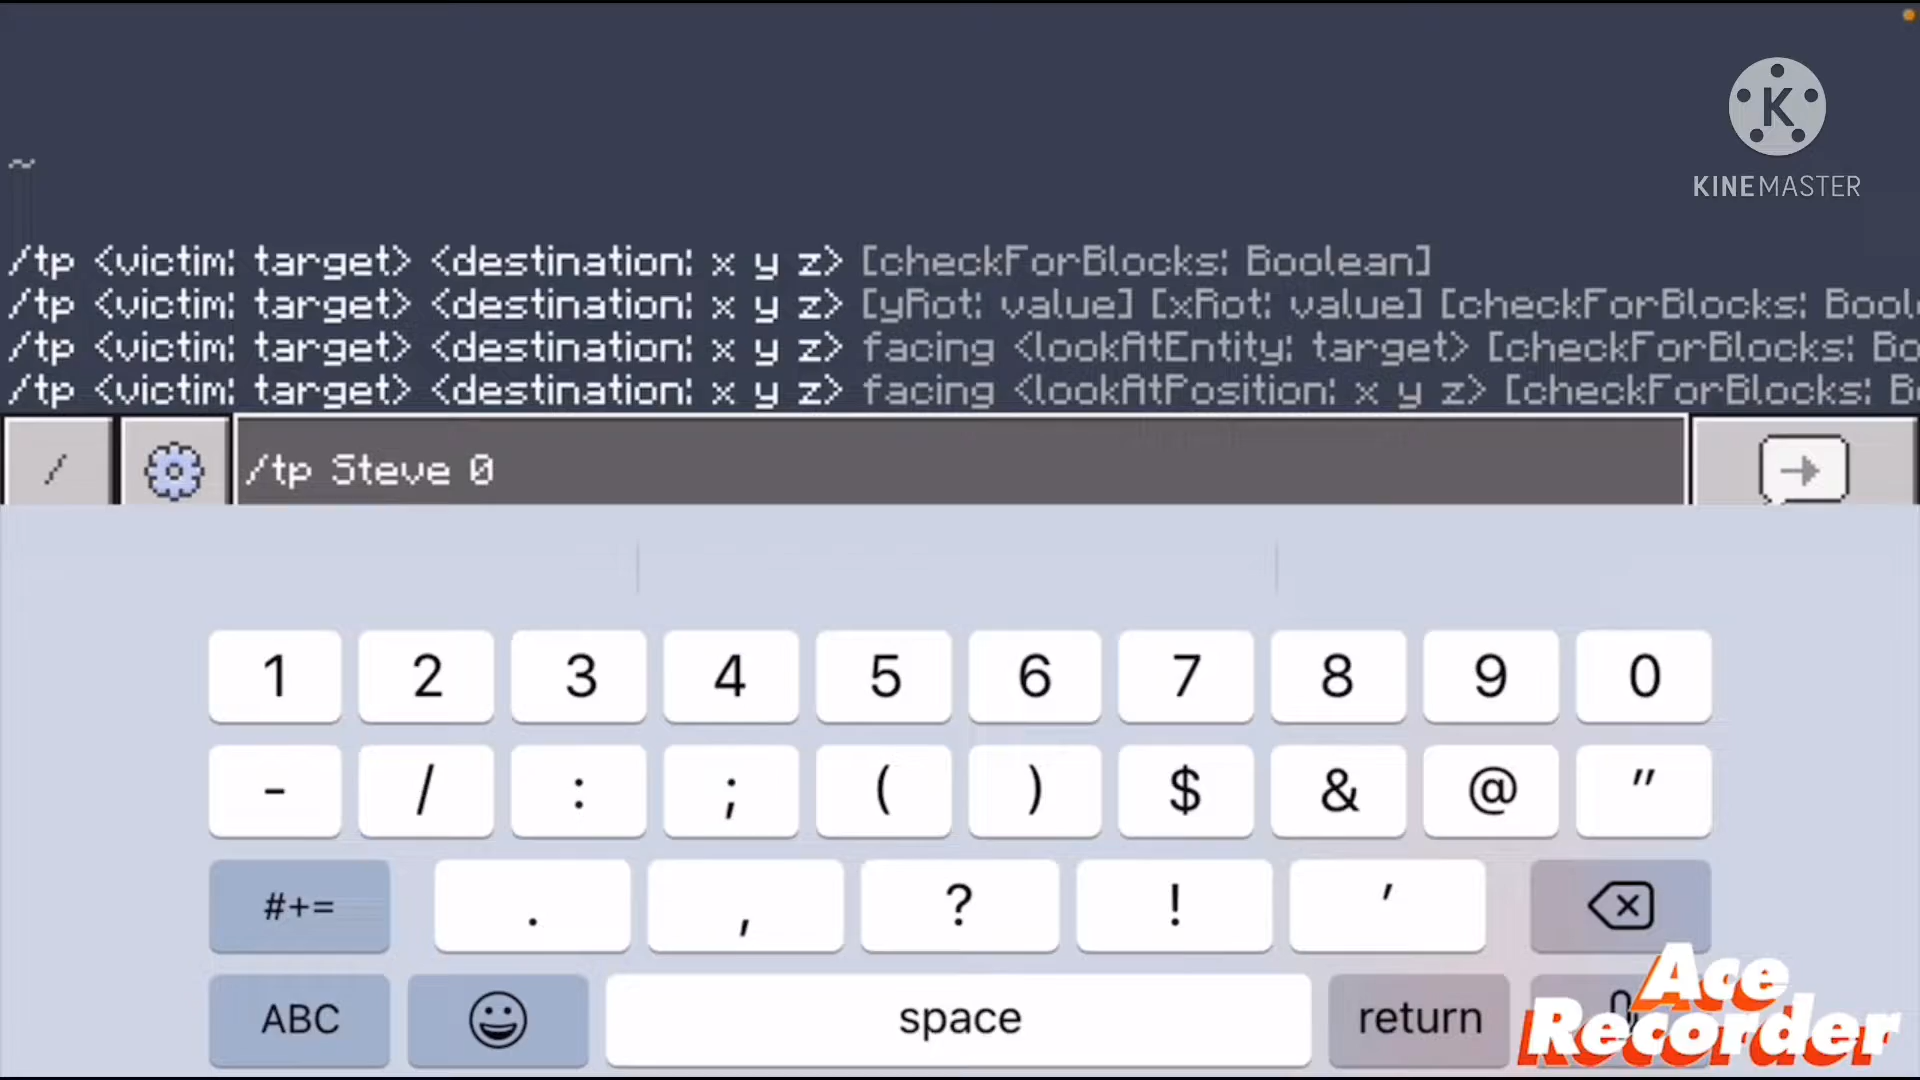 K
KINEMASTER
~
/tp <victim: target> <destination: x y z> [checkForBlocks: Boolean]
/tp <victim: target> <destination: x y z> [yRot: value] [xRot: value] [checkForBlocks: Boole
/tp <victim: target> <destination: x y z> facing <lookAtEntity: target> [checkForBlocks: Bo
/tp <victim: target> <destination: x y z> facing <lookAtPosition: x y z> [checkForBlocks: Bo
/ /tp Steve 0
1 2 3 4 5 6 7 8 9 0
- / : ; ( ) $ & @ "
#+= . , ? ! '
ABC space return
Ace
Recorder